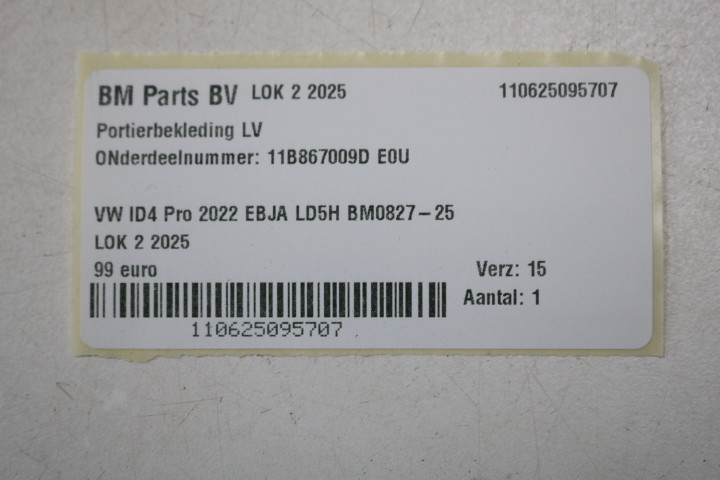 BM Parts BV LOK 2 2025 110625095707
Portierbekleding LV
ONderdeelnummer: 11B867009D E0U
VW ID4 Pro 2022 EBJA LD5H BM0827-25
LOK 2 2025
99 euro Verz: 15
Aantal: 1
110625095707